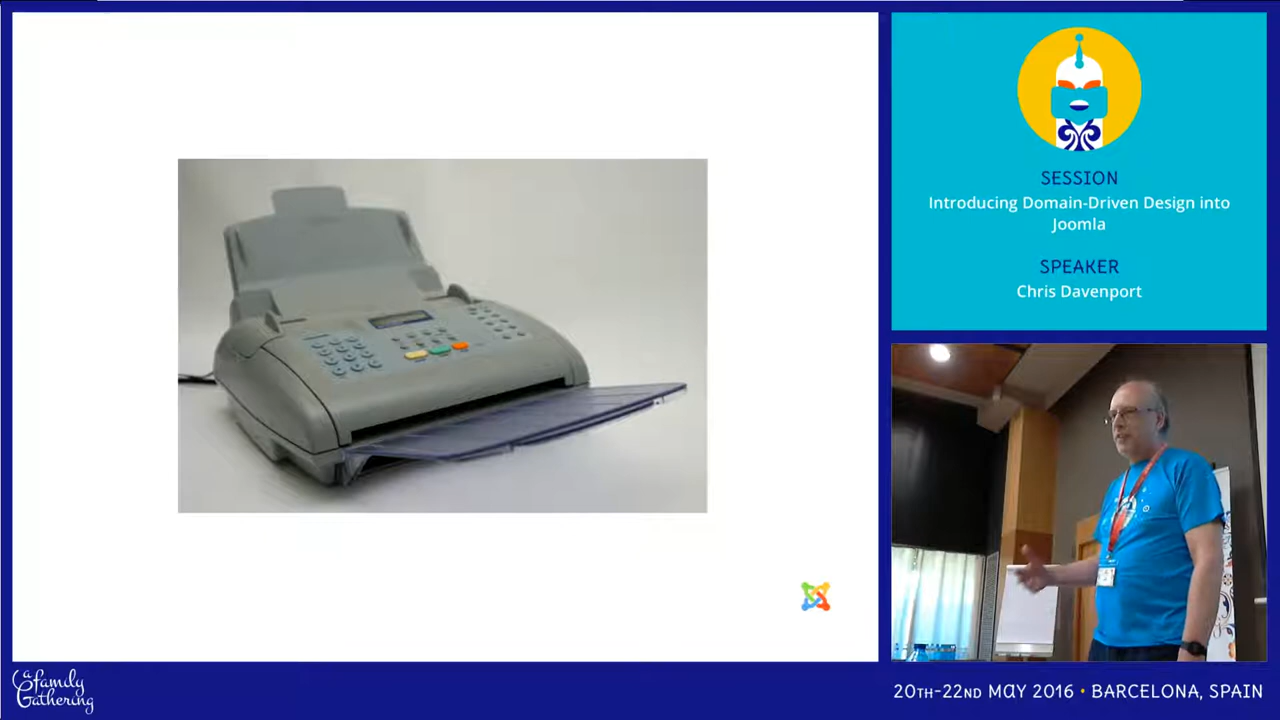 SESSION
Introducing Domain-Driven Design into
Joomla
SPEAKER
Chris Davenport
a family
Gathering
20TH-22ND MAY 2016 • BARCELONA, SPAIN